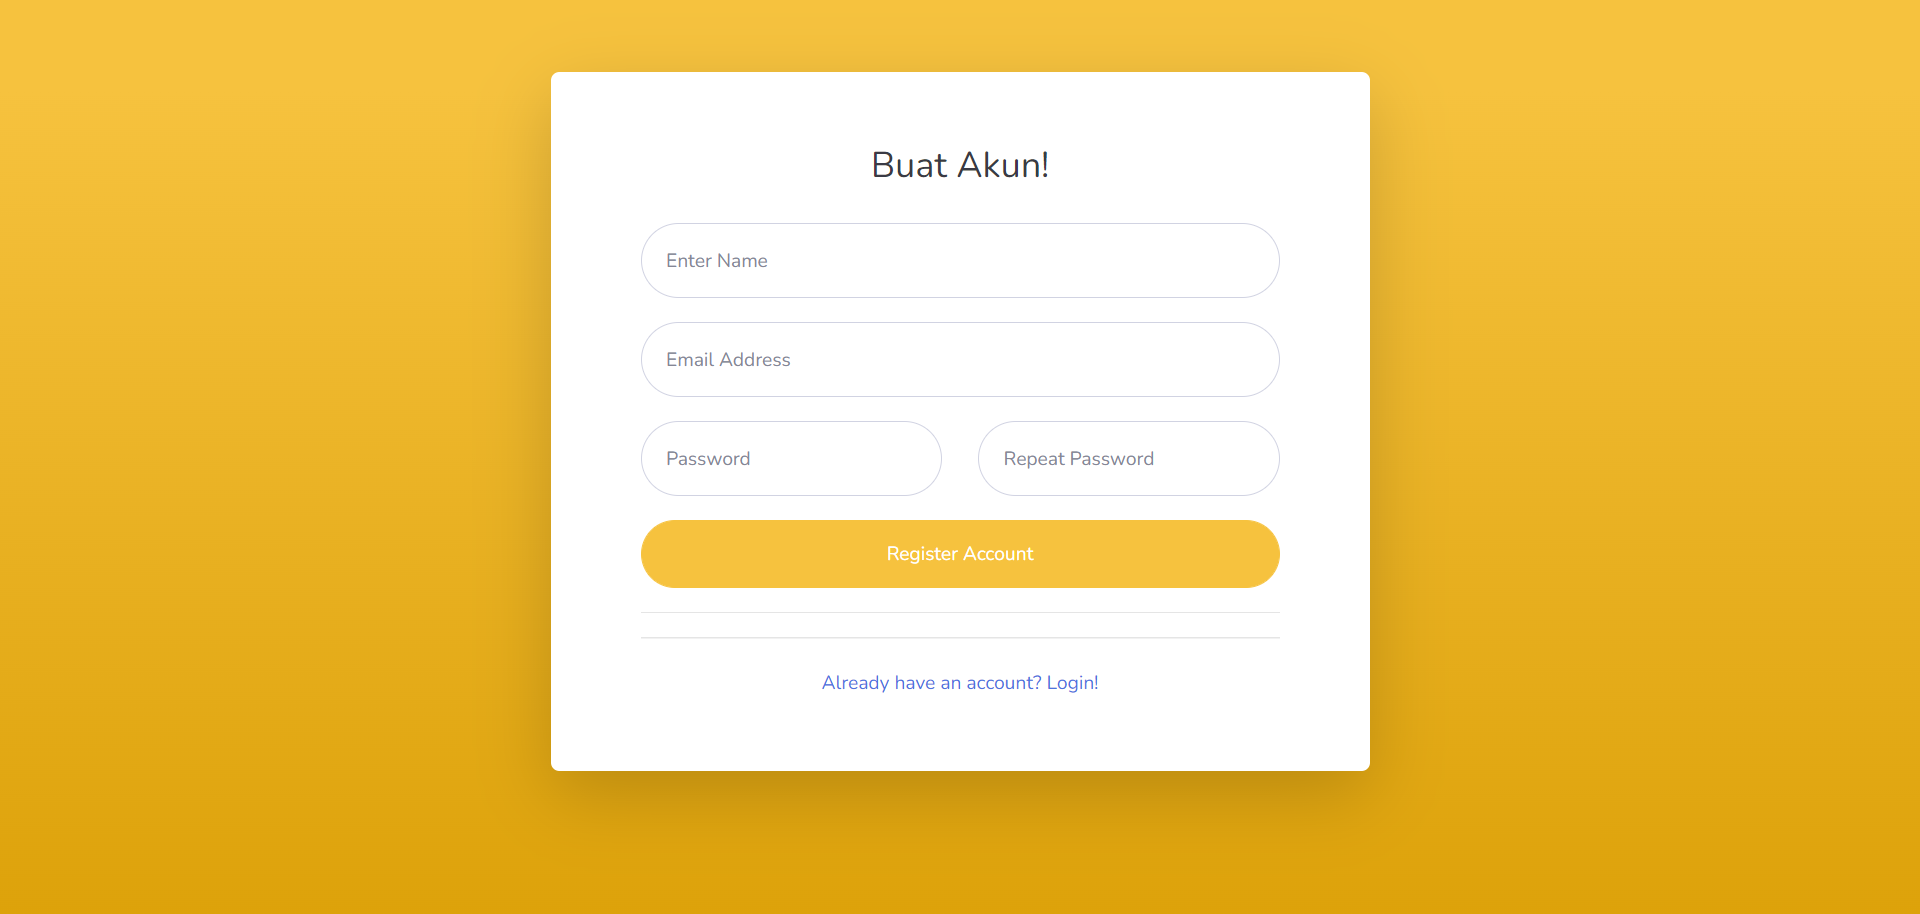 Buat Akun!
Enter Name
Email Address
Password
Repeat Password
Register Account
Already have an account? Login!